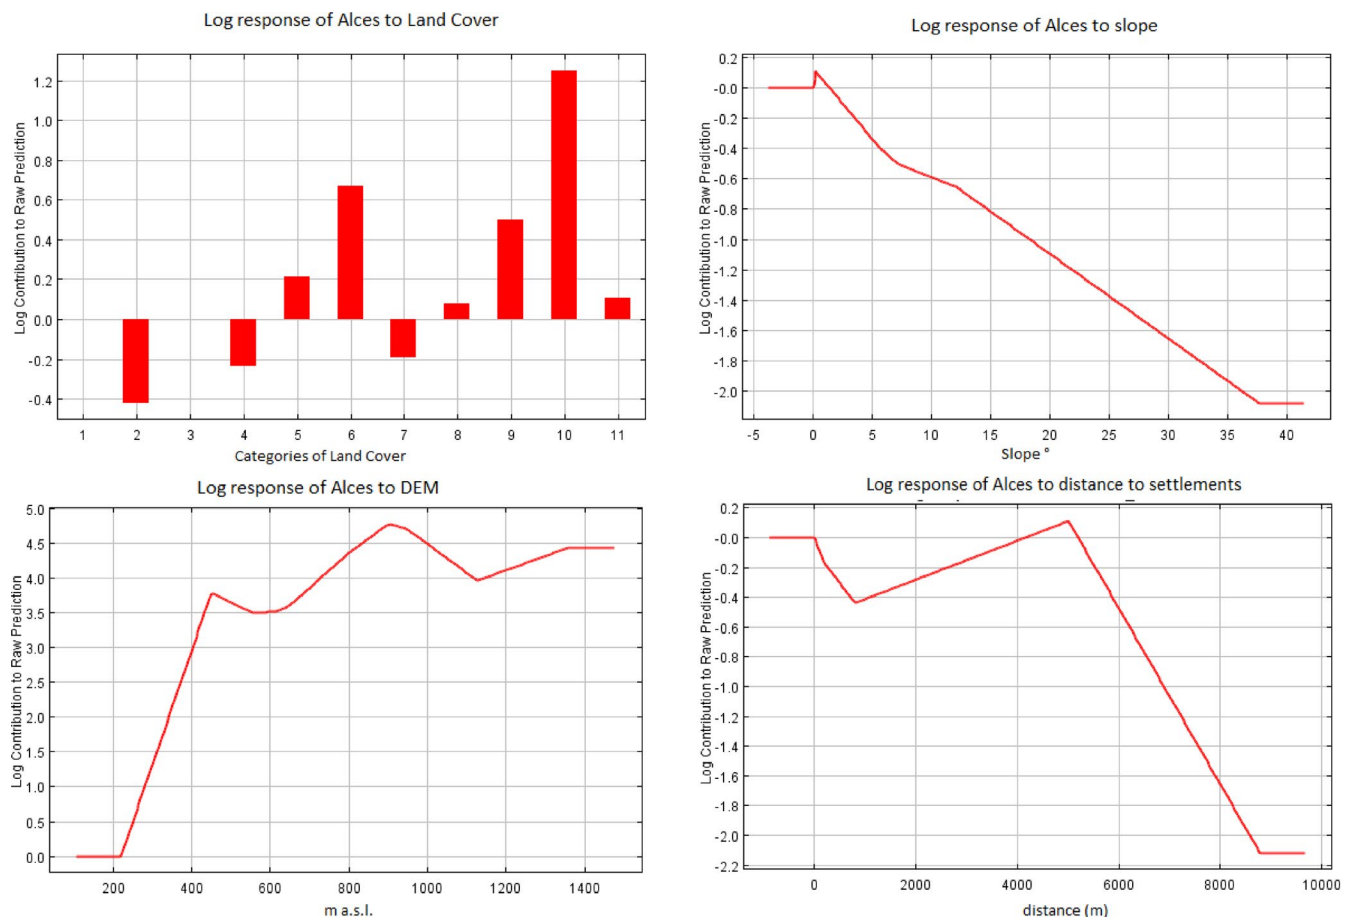 Log response of Alces to Land Cover
Log Contribution to Raw Prediction
1.2
1.0
0.8
0.6
0.4
0.2
0.0
-0.2
-0.4
1 2 3 4 5 6 7 8 9 10 11
Categories of Land Cover
Log response of Alces to slope
Log Contribution to Raw Prediction
0.2
-0.0
-0.2
-0.4
-0.6
-0.8
-1.0
-1.2
-1.4
-1.6
-1.8
-2.0
-5 0 5 10 15 20 25 30 35 40
Slope °
Log response of Alces to DEM
Log Contribution to Raw Prediction
5.0
4.5
4.0
3.5
3.0
2.5
2.0
1.5
1.0
0.5
0.0
200 400 600 800 1000 1200 1400
m a.s.l.
Log response of Alces to distance to settlements
Log Contribution to Raw Prediction
0.2
-0.0
-0.2
-0.4
-0.6
-0.8
-1.0
-1.2
-1.4
-1.6
-1.8
-2.0
-2.2
0 2000 4000 6000 8000 10000
distance (m)